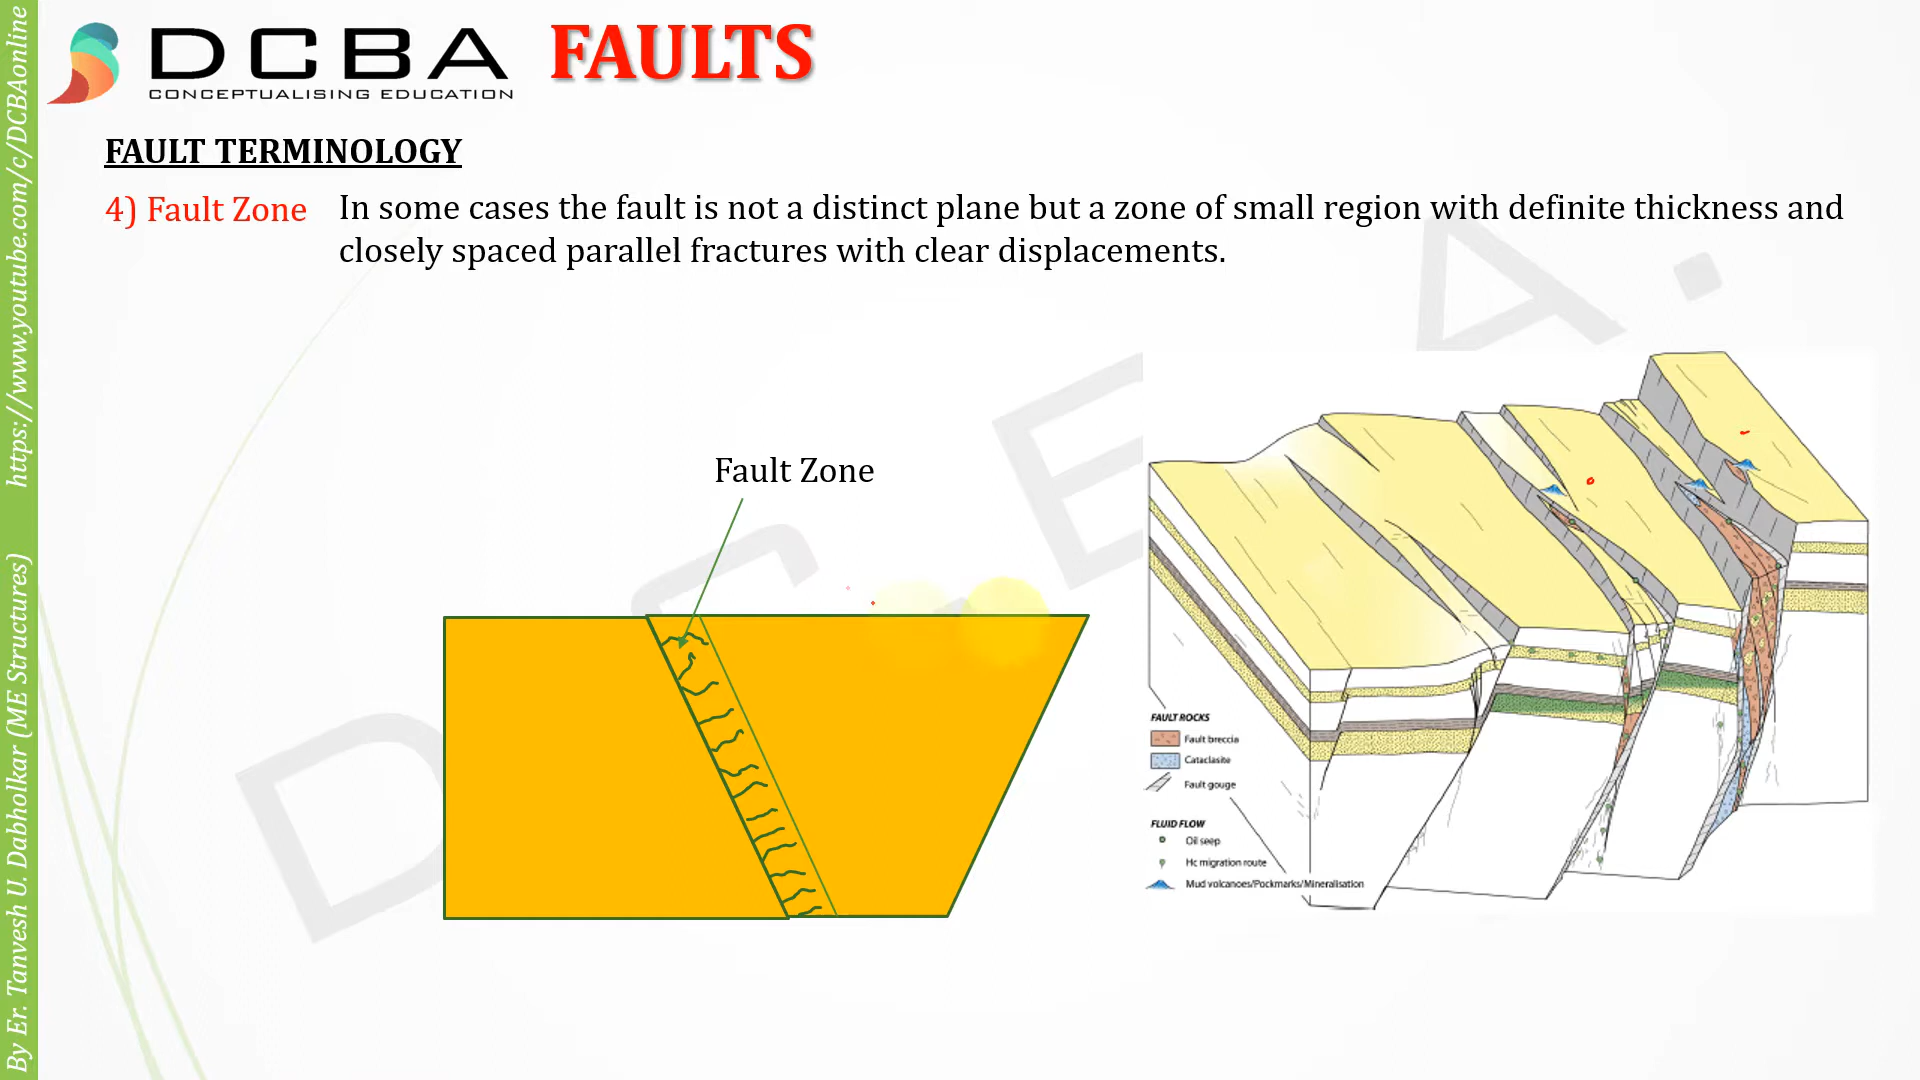 DCBA
CONCEPTUALISING EDUCATION
FAULTS
FAULT TERMINOLOGY
4) Fault Zone
In some cases the fault is not a distinct plane but a zone of small region with definite thickness and
closely spaced parallel fractures with clear displacements.
Fault Zone
FAULT ROCKS
Fault breccia
Cataclasite
Fault gouge
FLUID FLOW
Oil seep
Hc migration route
Mud volcanoes/Pockmarks/Mineralisation
By Er. Tanvesh U. Dabholkar (ME Structures) https://www.youtube.com/c/DCBAonline
D C E A .